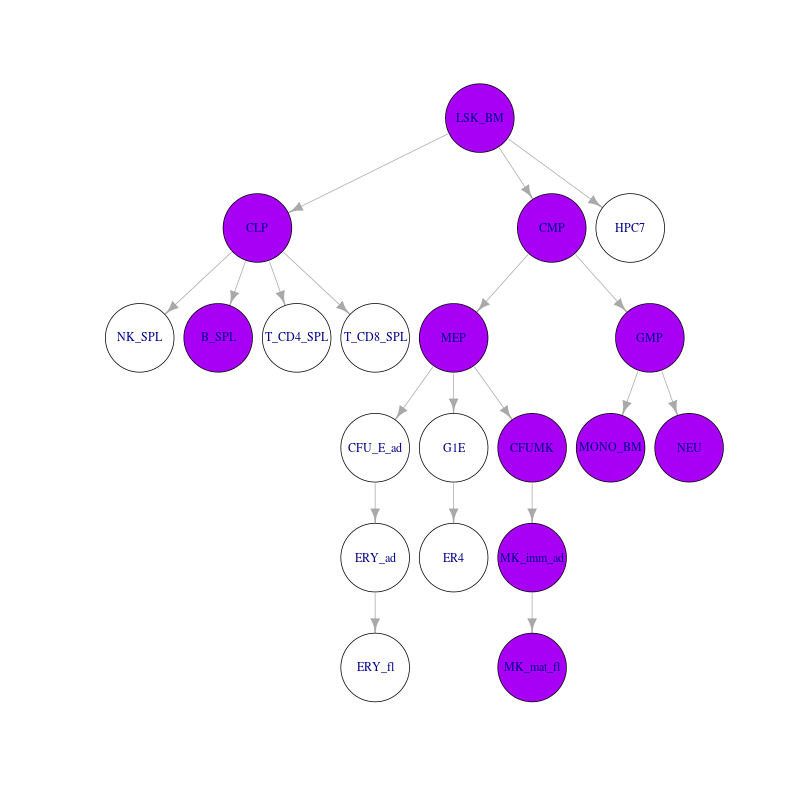 LSK_BM
CLP
CMP
HPC7
NK_SPL
B_SPL
T_CD4_SPL
T_CD8_SPL
MEP
GMP
CFU_E_ad
G1E
CFUMK
MONO_BM
NEU
ERY_ad
ER4
MK_imm_ad
ERY_fl
MK_mat_fl